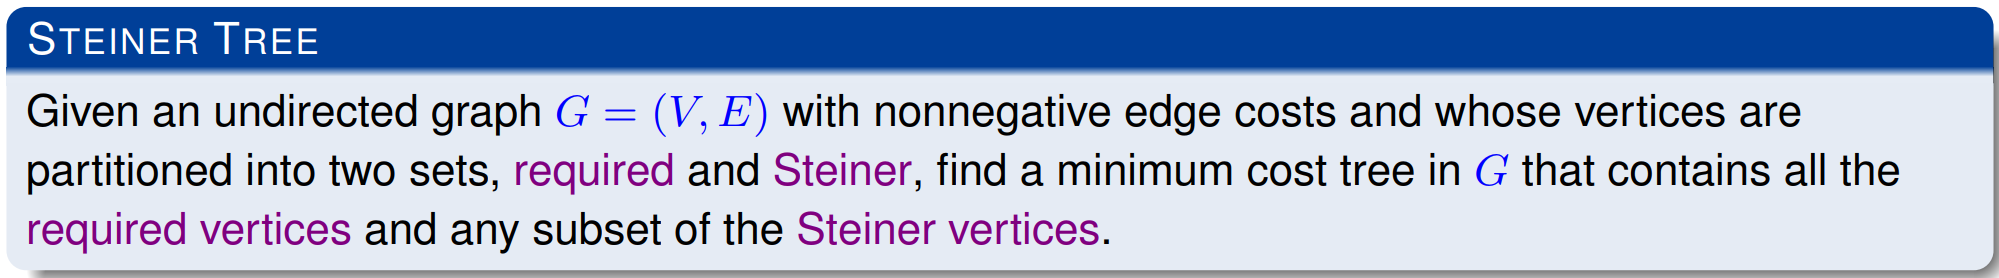 STEINER TREE
Given an undirected graph G = (V, E) with nonnegative edge costs and whose vertices are
partitioned into two sets, required and Steiner, find a minimum cost tree in G that contains all the
required vertices and any subset of the Steiner vertices.